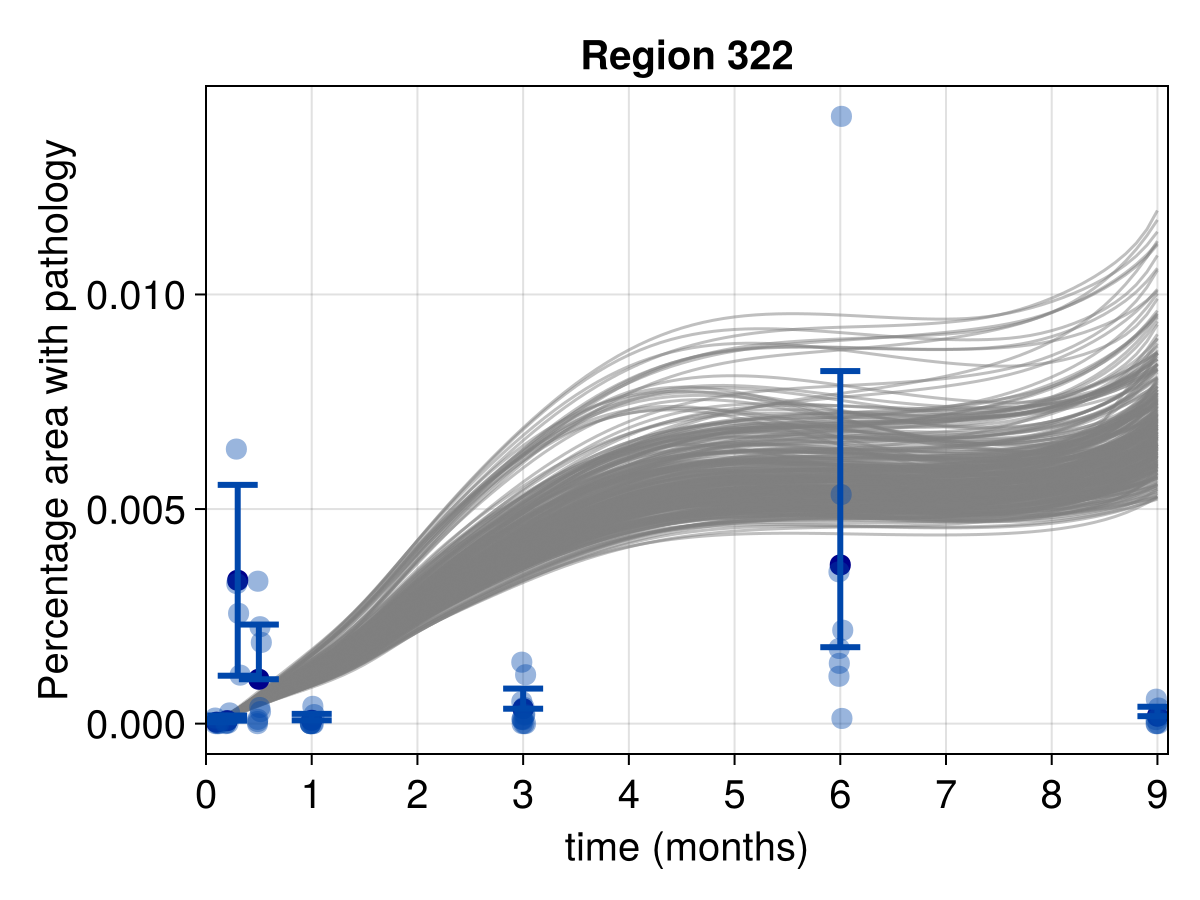 Region 322
Percentage area with pathology
0.010
0.005
0.000
0 1 2 3 4 5 6 7 8 9
time (months)